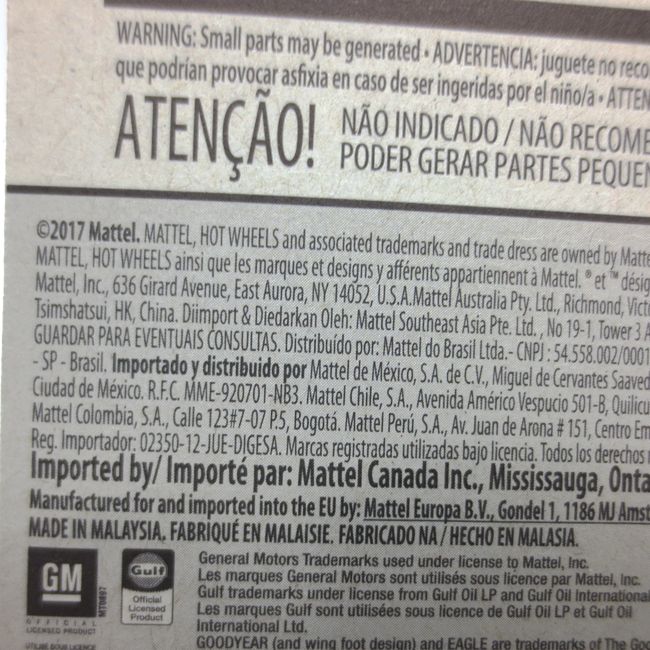 WARNING: Small parts may be generated • ADVERTENCIA: juguete no reco
que podrían provocar asfixia en caso de ser ingeridas por el niño/a • ATTEN
ATENÇÃO!
NÃO INDICADO / NÃO RECOME
PODER GERAR PARTES PEQUEN
©2017 Mattel. MATTEL, HOT WHEELS and associated trademarks and trade dress are owned by Matte
MATTEL, HOT WHEELS ainsi que les marques et designs y afférents appartiennent à Mattel. ® et ™ désig
Mattel, Inc., 636 Girard Avenue, East Aurora, NY 14052, U.S.A.Mattel Australia Pty. Ltd., Richmond, Victo
Tsimshatsui, HK, China. Diimport & Diedarkan Oleh: Mattel Southeast Asia Pte. Ltd., No 19-1, Tower 3 A
GUARDAR PARA EVENTUAIS CONSULTAS. Distribuído por: Mattel do Brasil Ltda.- CNPJ : 54.558.002/0001
- SP - Brasil. Importado y distribuido por Mattel de México, S.A. de C.V., Miguel de Cervantes Saaved
Ciudad de México. R.F.C. MME-920701-NB3. Mattel Chile, S.A., Avenida Américo Vespucio 501-B, Quilicu
Mattel Colombia, S.A., Calle 123#7-07 P.5, Bogotá. Mattel Perú, S.A., Av. Juan de Arona # 151, Centro Em
Reg. Importador: 02350-12-JUE-DIGESA. Marcas registradas utilizadas bajo licencia. Todos los derechos
Imported by/ Importé par: Mattel Canada Inc., Mississauga, Onta
Manufactured for and imported into the EU by: Mattel Europa B.V., Gondel 1, 1186 MJ Amst
MADE IN MALAYSIA. FABRIQUÉ EN MALAISIE. FABRICADO NA / HECHO EN MALASIA.
GM
OFFICIAL
LICENSED PRODUCT
UTILISÉ SOUS LICENCE
MT0897
Gulf
Official
Licensed
Product
General Motors Trademarks used under license to Mattel, Inc.
Les marques General Motors sont utilisés sous licence par Mattel, Inc.
Gulf trademarks under license from Gulf Oil LP and Gulf Oil International
Les marques Gulf sont utilisées sous licence de Gulf Oil LP et Gulf Oil
International Ltd.
GOODYEAR (and wing foot design) and EAGLE are trademarks of The Go